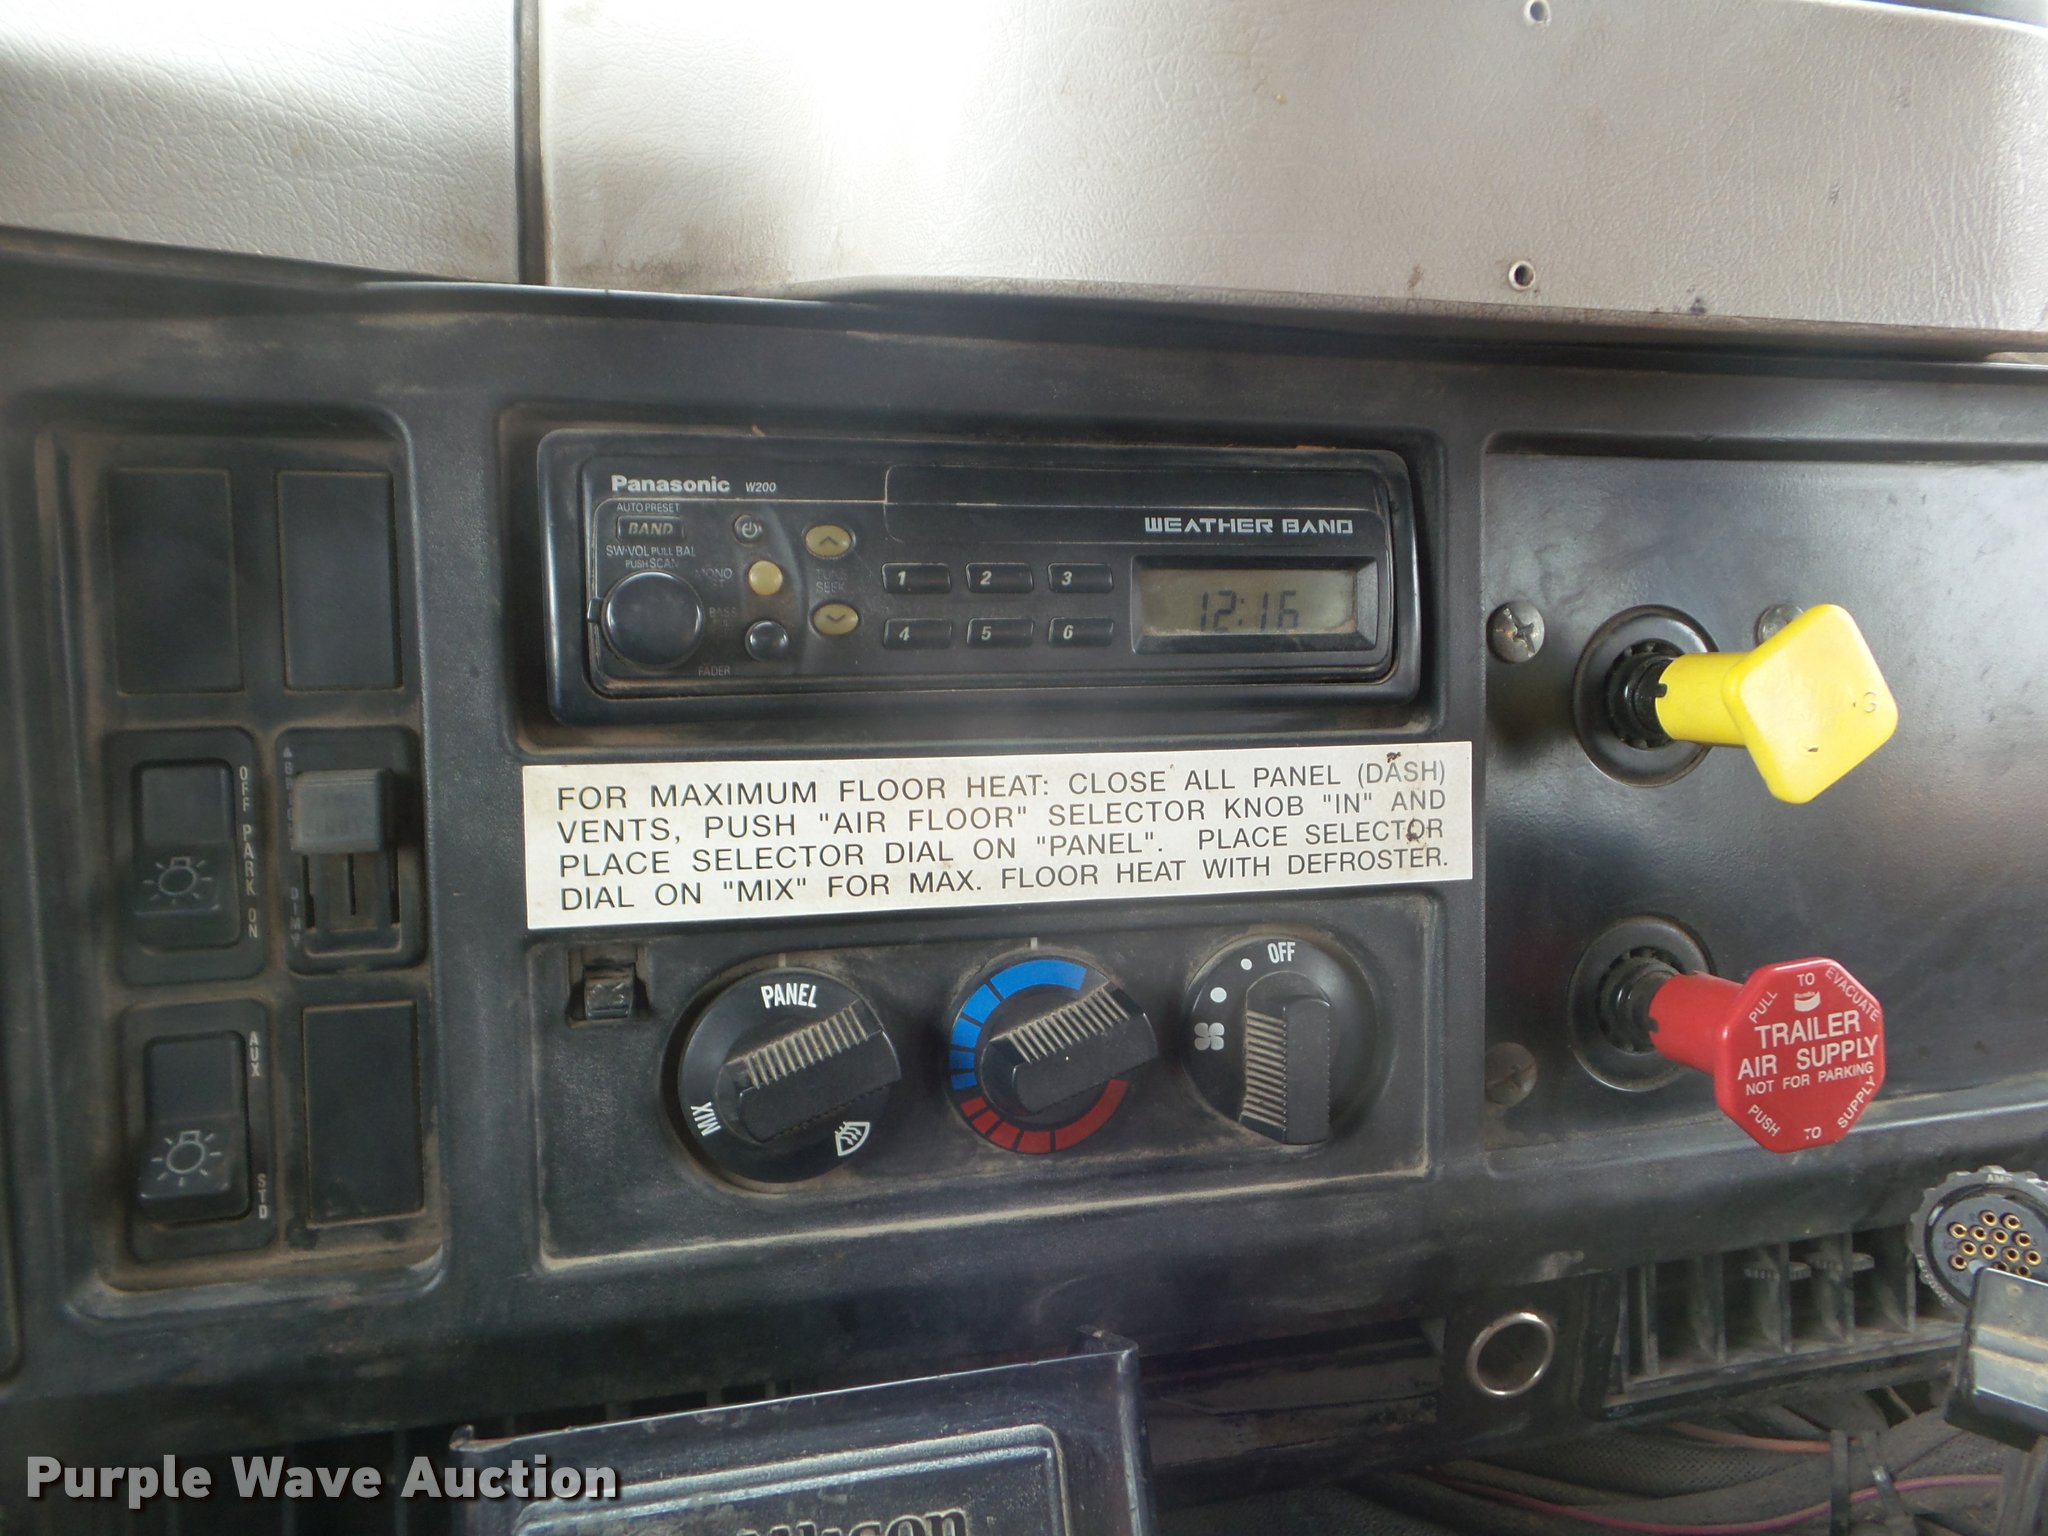 Panasonic W200
AUTO PRESET
BAND
WEATHER BAND
SW·VOL PULL BAL
PUSH SCAN
MONO
SEEK
BASS
FADER
1 2 3
4 5 6
12:16
OFF PARK ON
DIM
AUX
STD
FOR MAXIMUM FLOOR HEAT: CLOSE ALL PANEL (DASH)
VENTS, PUSH "AIR FLOOR" SELECTOR KNOB "IN" AND
PLACE SELECTOR DIAL ON "PANEL". PLACE SELECTOR
DIAL ON "MIX" FOR MAX. FLOOR HEAT WITH DEFROSTER.
PANEL
MIX
OFF
PULL TO EVACUATE
TRAILER
AIR SUPPLY
NOT FOR PARKING
PUSH TO SUPPLY
Purple Wave Auction